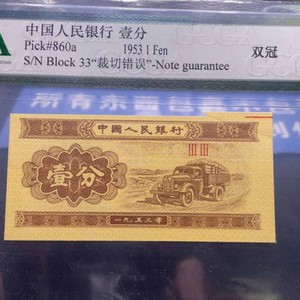 中国人民银行 壹分
Pick#860a 1953 1 Fen 双冠
S/N Block 33“裁切错误”-Note guarantee
中國人民銀行
III III
壹分
一九五三年